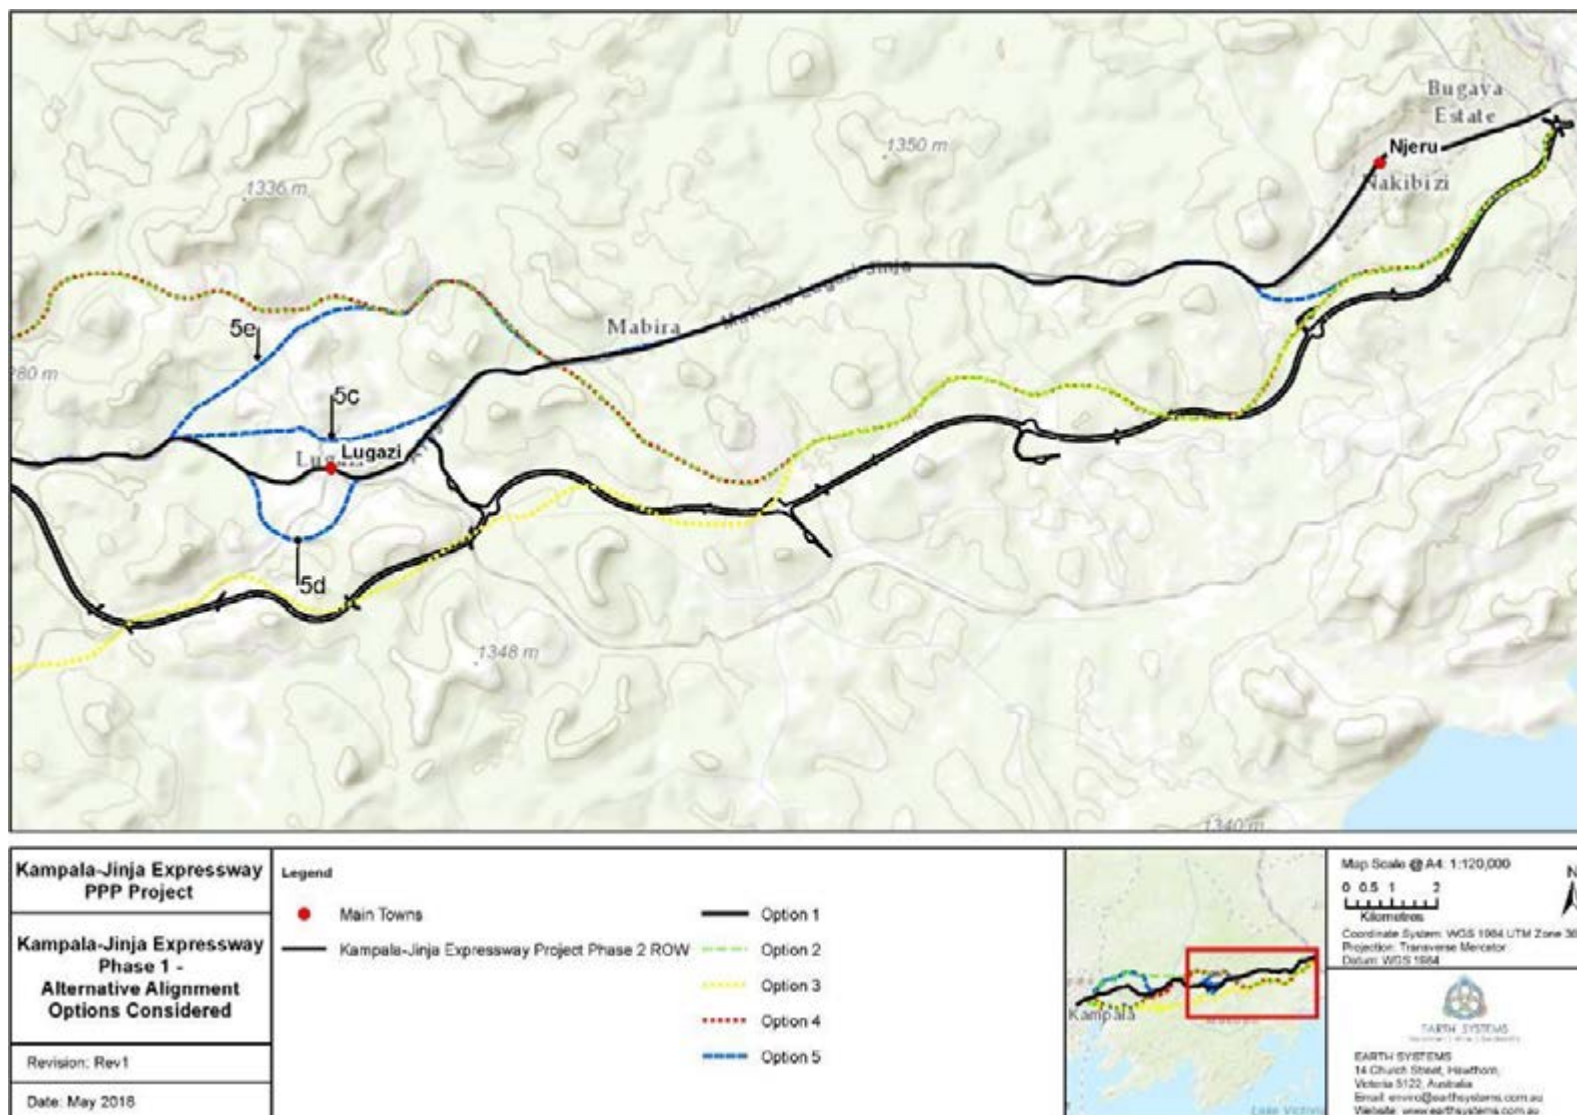 Bugaya
Estate
Njeru
Nakibizi
1350 m
1336 m
5e
Mabira
280 m
5c
Lugazi
5d
1348 m
1340 m
Kampala-Jinja Expressway
PPP Project
Kampala-Jinja Expressway
Phase 1 -
Alternative Alignment
Options Considered
Revision: Rev1
Date: May 2018
Legend
Main Towns
Kampala-Jinja Expressway Project Phase 2 ROW
Option 1
Option 2
Option 3
Option 4
Option 5
Kampala
Lake Victoria
Map Scale @ A4: 1:120,000
0 0.5 1 2
Kilometres
N
Coordinate System: WGS 1984 UTM Zone 36
Projection: Transverse Mercator
Datum: WGS 1984
EARTH SYSTEMS
EARTH SYSTEMS
14 Church Street, Hawthorn,
Victoria 3122, Australia
Email: enviro@earthsystems.com.au
Website: www.earthsystems.com.au